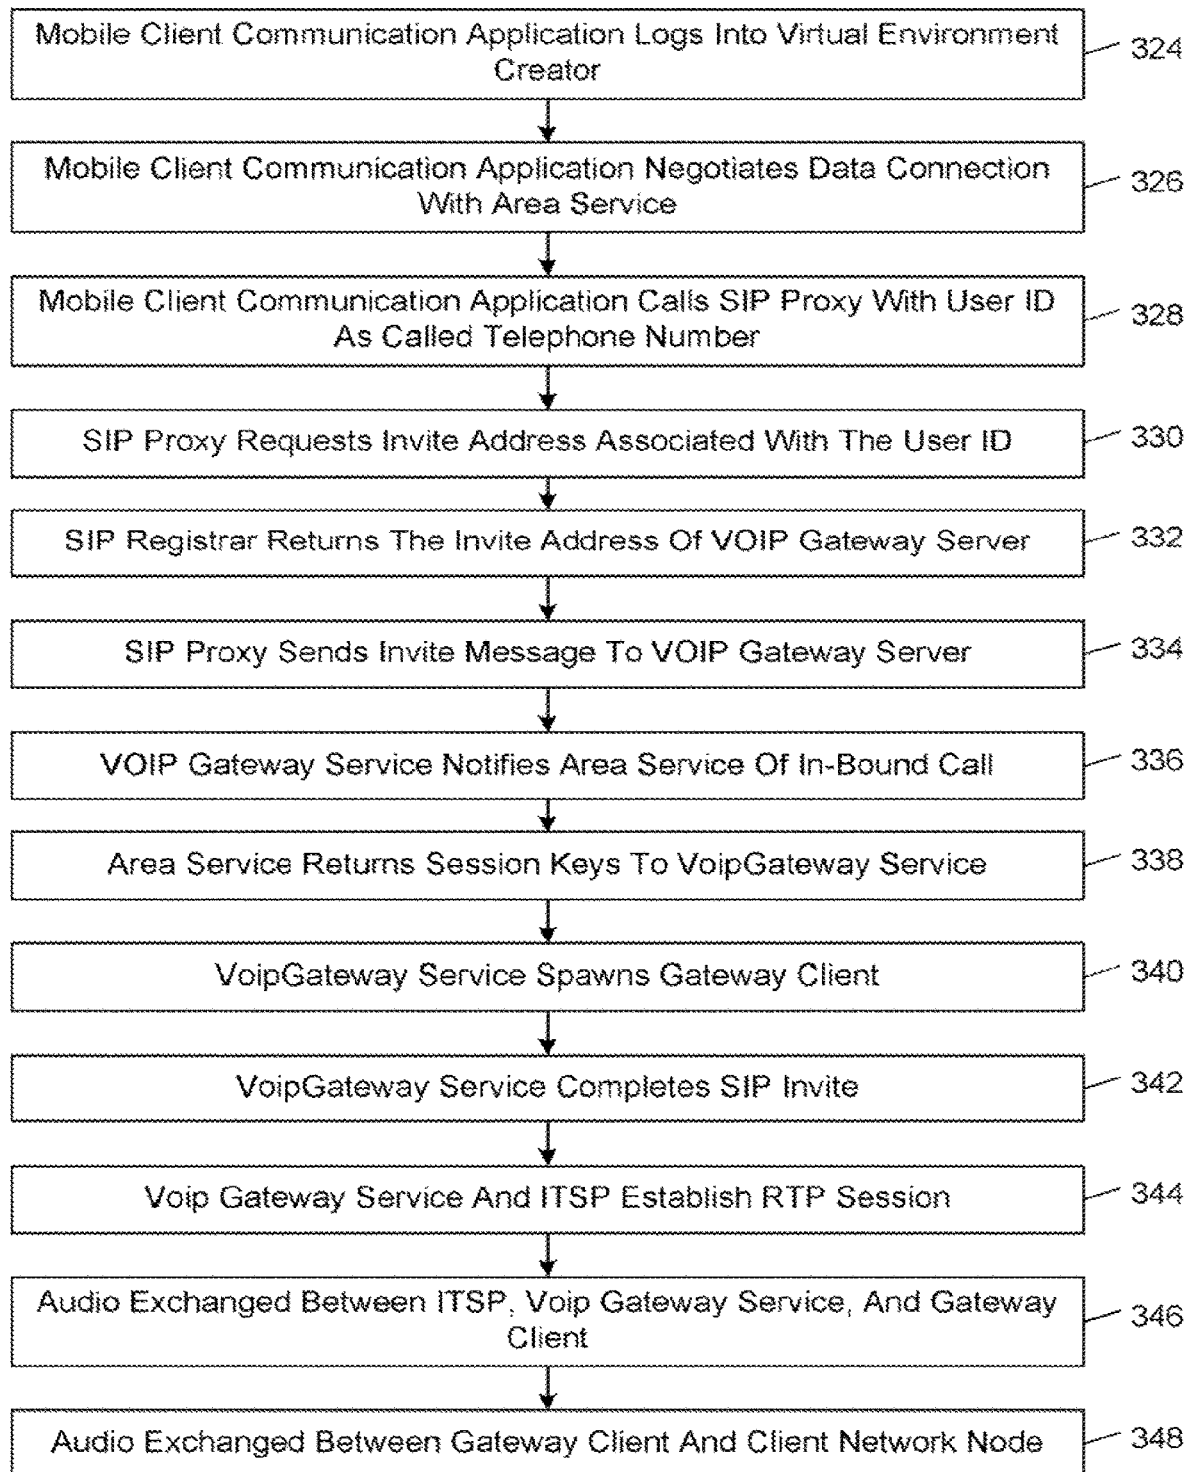 Mobile Client Communication Application Logs Into Virtual Environment
Creator
324
Mobile Client Communication Application Negotiates Data Connection
With Area Service
326
Mobile Client Communication Application Calls SIP Proxy With User ID
As Called Telephone Number
328
SIP Proxy Requests Invite Address Associated With The User ID
330
SIP Registrar Returns The Invite Address Of VOIP Gateway Server
332
SIP Proxy Sends Invite Message To VOIP Gateway Server
334
VOIP Gateway Service Notifies Area Service Of In-Bound Call
336
Area Service Returns Session Keys To VoipGateway Service
338
VoipGateway Service Spawns Gateway Client
340
VoipGateway Service Completes SIP Invite
342
Voip Gateway Service And ITSP Establish RTP Session
344
Audio Exchanged Between ITSP, Voip Gateway Service, And Gateway
Client
346
Audio Exchanged Between Gateway Client And Client Network Node
348